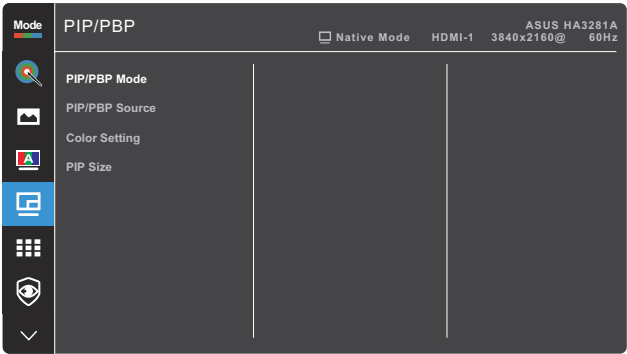 Mode
PIP/PBP
ASUS HA3281A
Native Mode HDMI-1 3840x2160@ 60Hz
PIP/PBP Mode
PIP/PBP Source
Color Setting
PIP Size
A